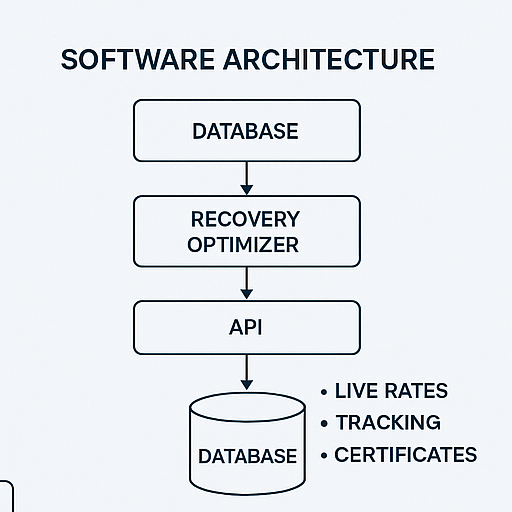 SOFTWARE ARCHITECTURE
DATABASE
RECOVERY
OPTIMIZER
API
DATABASE
• LIVE RATES
• TRACKING
• CERTIFICATES